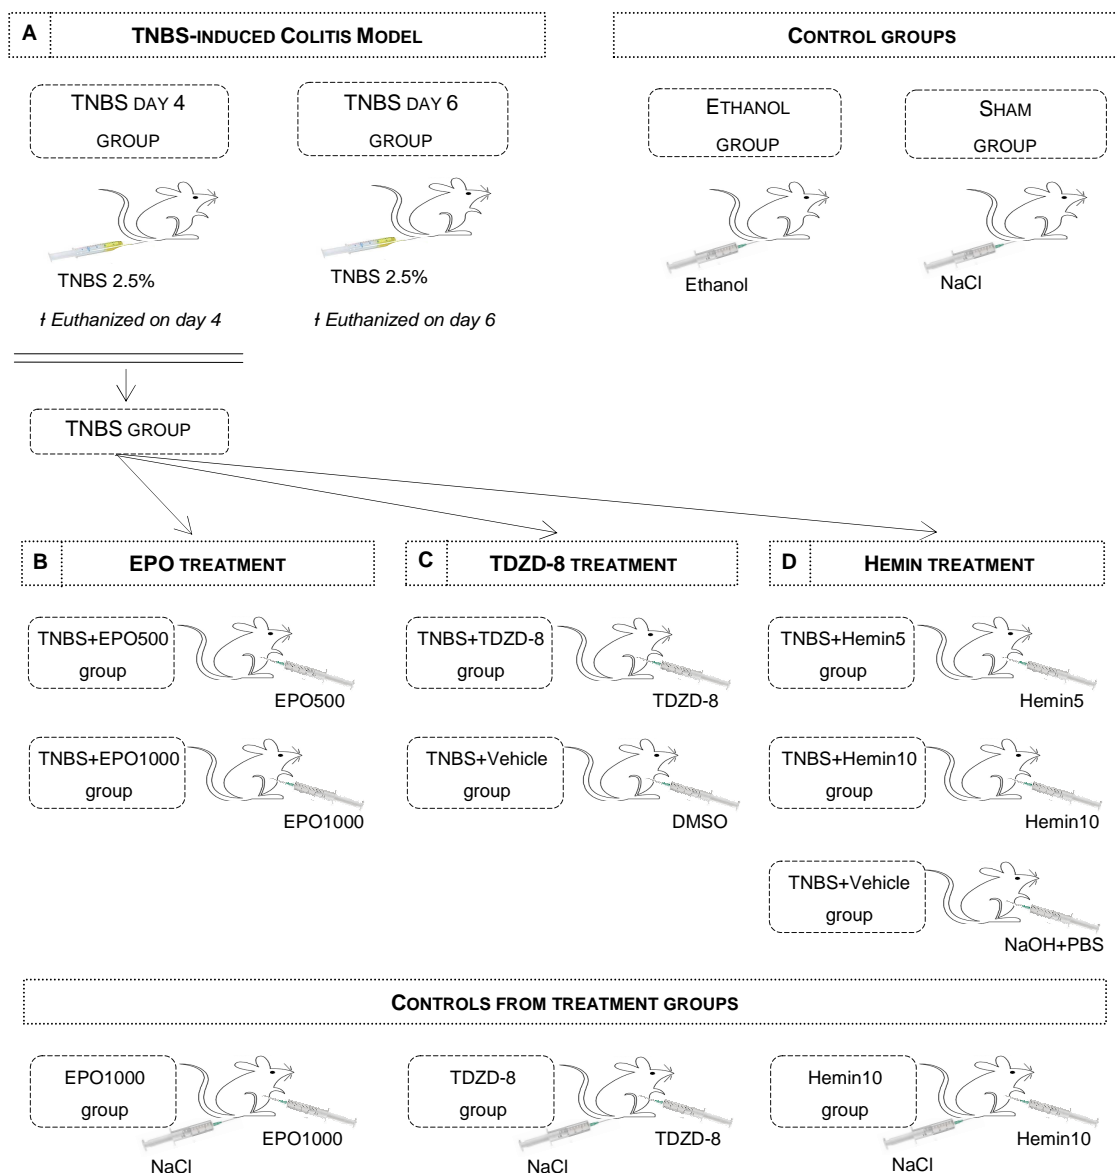 A
TNBS-INDUCED COLITIS MODEL
CONTROL GROUPS
TNBS DAY 4
GROUP
TNBS DAY 6
GROUP
ETHANOL
GROUP
SHAM
GROUP
TNBS 2.5%
TNBS 2.5%
Ethanol
NaCl
ƚ Euthanized on day 4
ƚ Euthanized on day 6
TNBS GROUP
B
EPO TREATMENT
C
TDZD-8 TREATMENT
D
HEMIN TREATMENT
TNBS+EPO500
group
EPO500
TNBS+TDZD-8
group
TDZD-8
TNBS+Hemin5
group
Hemin5
TNBS+EPO1000
group
EPO1000
TNBS+Vehicle
group
DMSO
TNBS+Hemin10
group
Hemin10
TNBS+Vehicle
group
NaOH+PBS
CONTROLS FROM TREATMENT GROUPS
EPO1000
group
EPO1000
NaCl
TDZD-8
group
TDZD-8
NaCl
Hemin10
group
Hemin10
NaCl